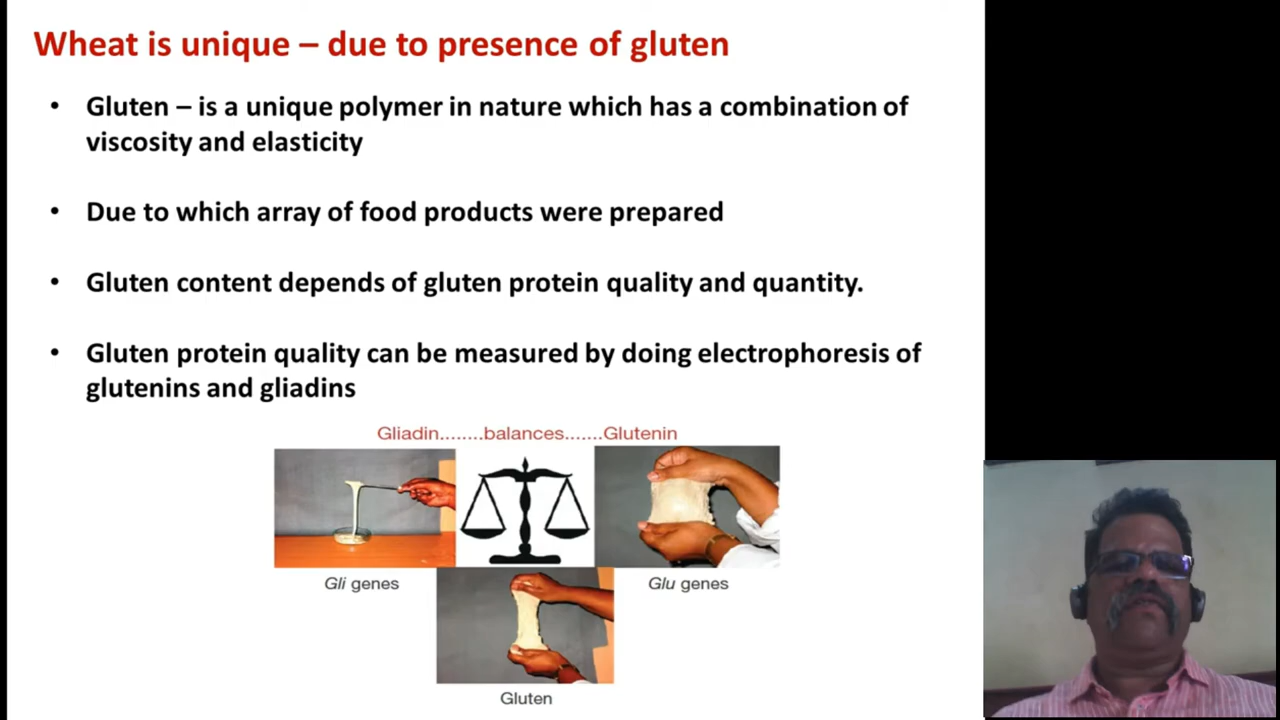 Wheat is unique – due to presence of gluten
• Gluten – is a unique polymer in nature which has a combination of
viscosity and elasticity
• Due to which array of food products were prepared
• Gluten content depends of gluten protein quality and quantity.
• Gluten protein quality can be measured by doing electrophoresis of
glutenins and gliadins
Gliadin........balances.......Glutenin
Gli genes
Glu genes
Gluten